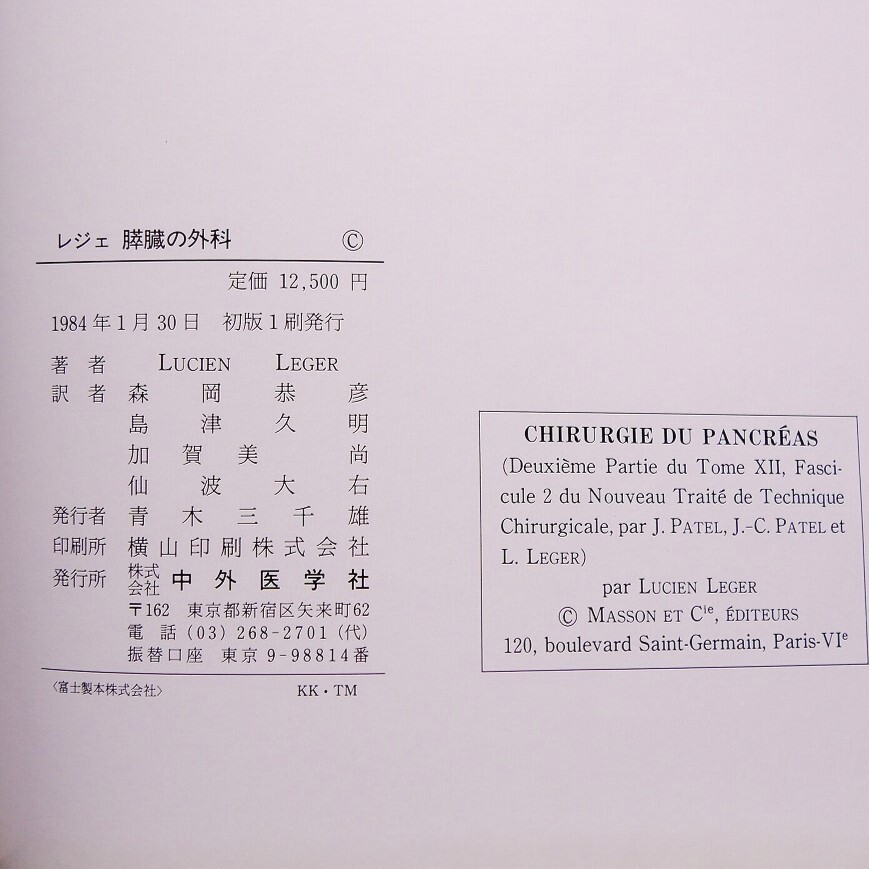 レジェ 膵臓の外科 ©
定価 12,500 円
1984年1月30日 初版1刷発行
著者 LUCIEN LEGER
訳者 森岡恭彦
島津久明
加賀美尚
仙波大右
発行者 青木三千雄
印刷所 横山印刷株式会社
発行所 株式会社 中外医学社
〒162 東京都新宿区矢来町62
電話 (03) 268-2701 (代)
振替口座 東京 9-98814番
〈富士製本株式会社〉 KK・TM
CHIRURGIE DU PANCRÉAS
(Deuxième Partie du Tome XII, Fasci-
cule 2 du Nouveau Traité de Technique
Chirurgicale, par J. PATEL, J.-C. PATEL et
L. LEGER)
par LUCIEN LEGER
© MASSON ET Cie, ÉDITEURS
120, boulevard Saint-Germain, Paris-VIe